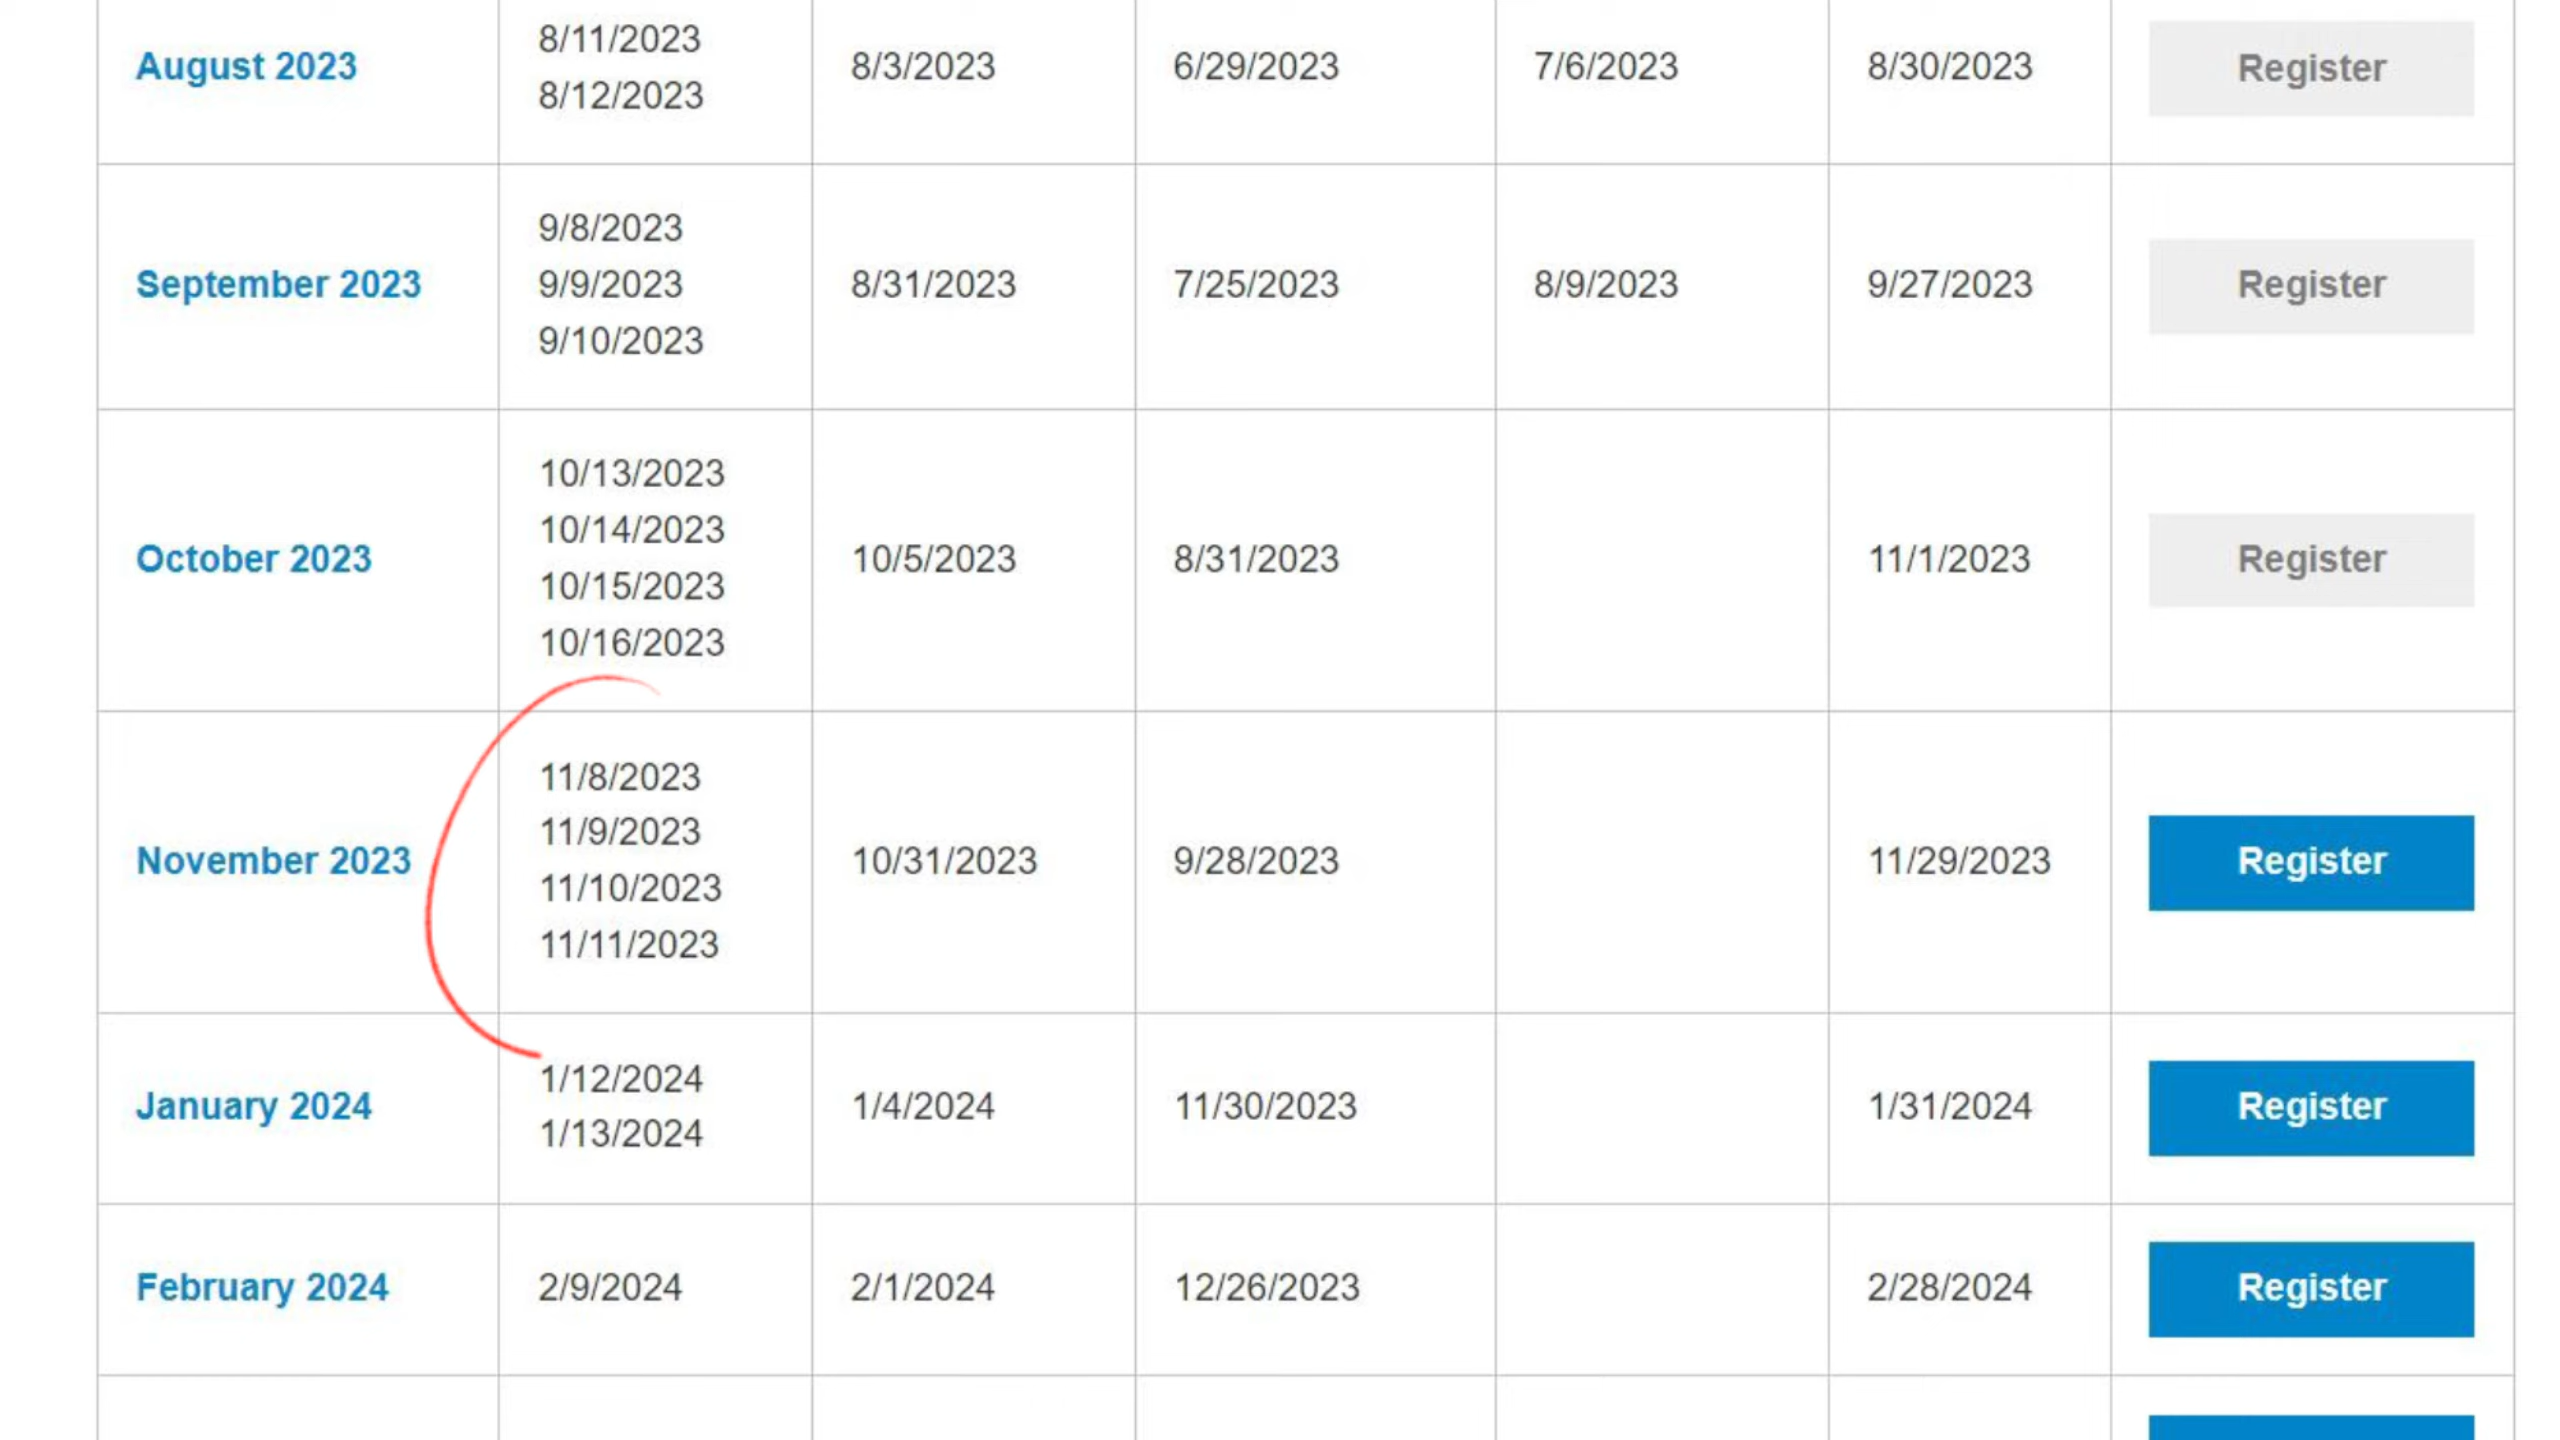 8/11/2023
August 2023 8/3/2023 6/29/2023 7/6/2023 8/30/2023 Register
8/12/2023
9/8/2023
September 2023 9/9/2023 8/31/2023 7/25/2023 8/9/2023 9/27/2023 Register
9/10/2023
10/13/2023
10/14/2023
October 2023 10/5/2023 8/31/2023 11/1/2023 Register
10/15/2023
10/16/2023
11/8/2023
11/9/2023
November 2023 10/31/2023 9/28/2023 11/29/2023 Register
11/10/2023
11/11/2023
1/12/2024
January 2024 1/4/2024 11/30/2023 1/31/2024 Register
1/13/2024
February 2024 2/9/2024 2/1/2024 12/26/2023 2/28/2024 Register